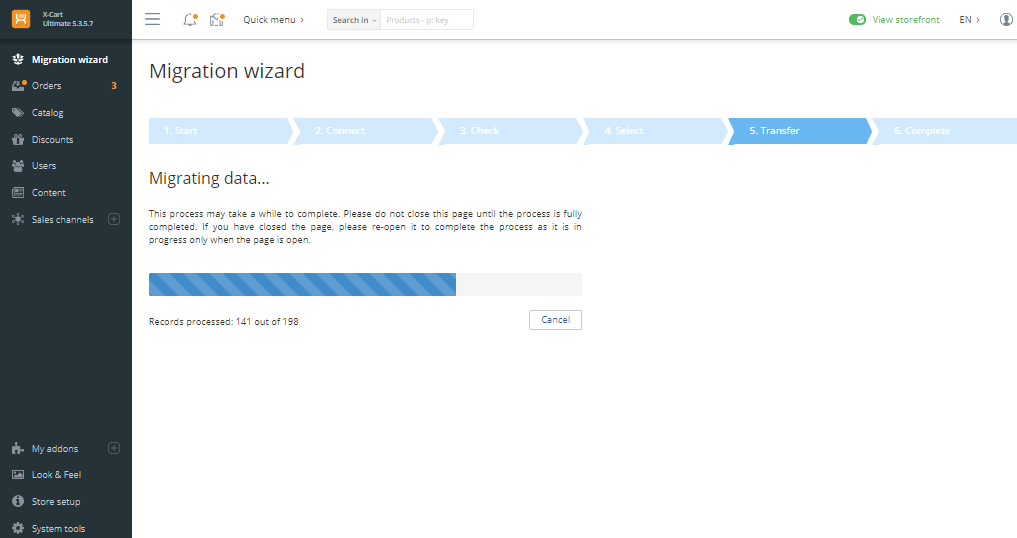 X-Cart
Ultimate 5.3.5.7
Quick menu
Search in
Products - p: key
View storefront
EN
Migration wizard
Orders 3
Catalog
Discounts
Users
Content
Sales channels
My addons
Look & Feel
Store setup
System tools
Migration wizard
1. Start
2. Connect
3. Check
4. Select
5. Transfer
6. Complete
Migrating data...
This process may take a while to complete. Please do not close this page until the process is fully
completed. If you have closed the page, please re-open it to complete the process as it is in
progress only when the page is open.
Records processed: 141 out of 198
Cancel